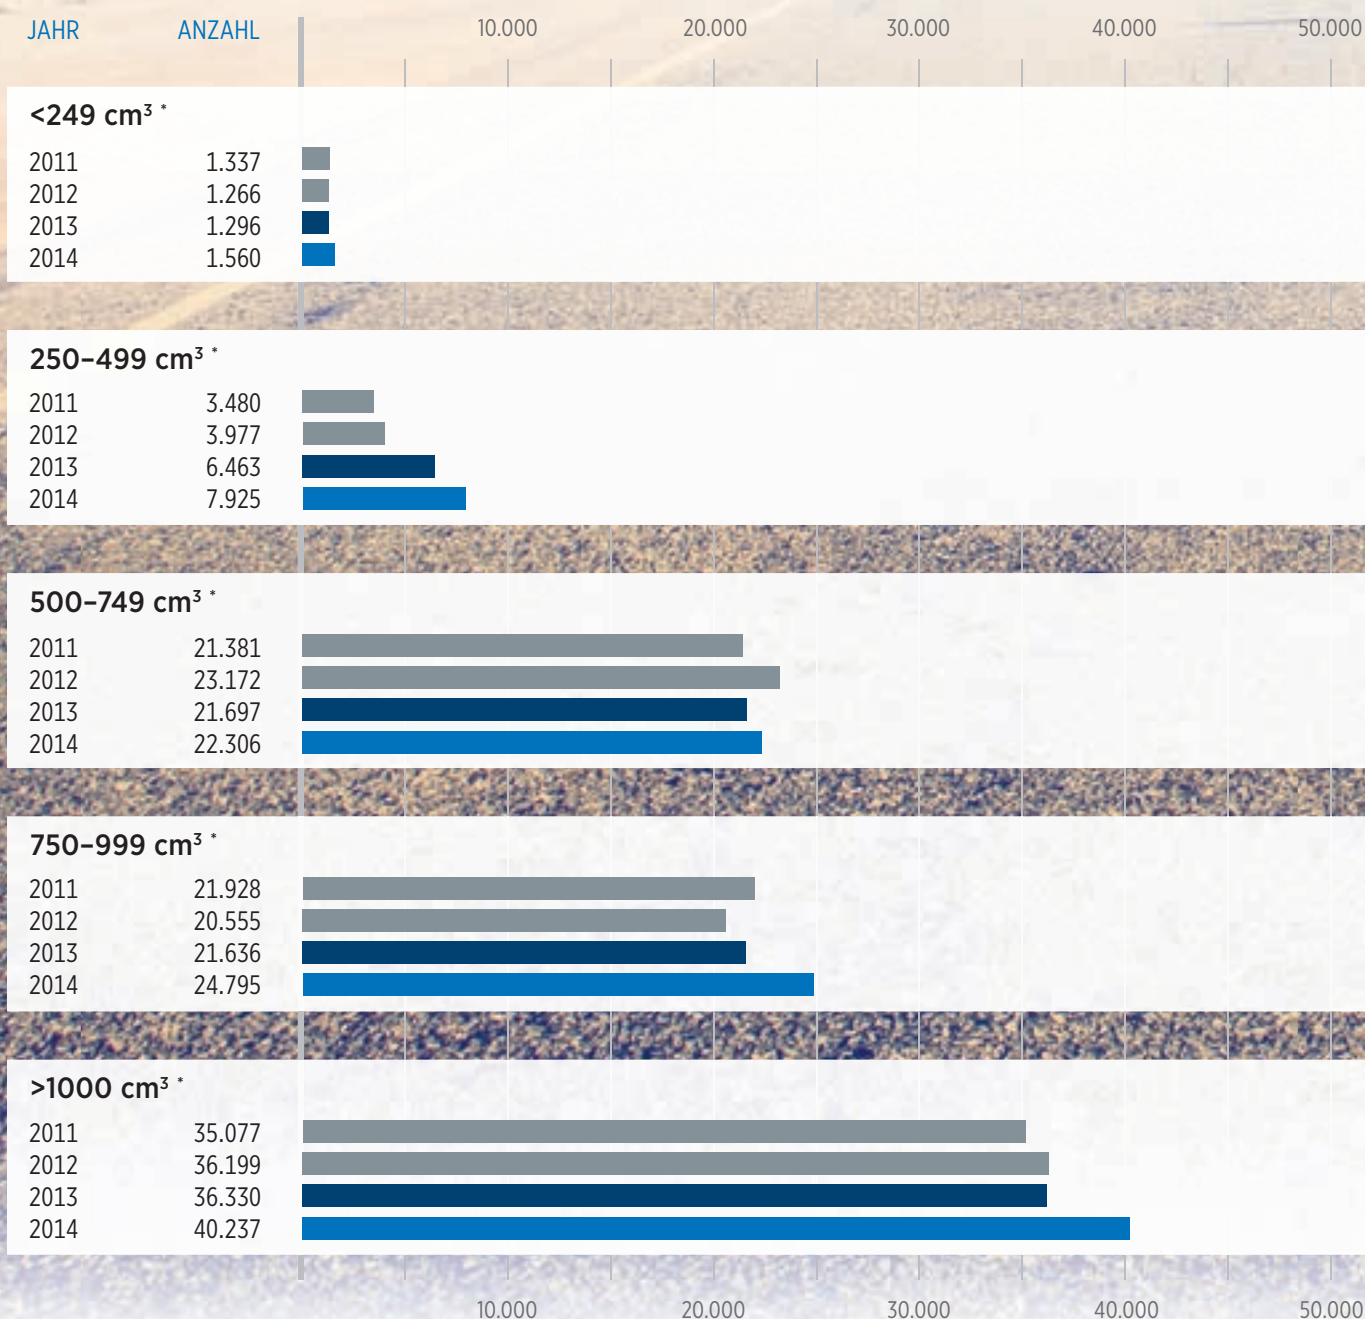 JAHR ANZAHL 10.000 20.000 30.000 40.000 50.000
<249 cm³ *
2011 1.337
2012 1.266
2013 1.296
2014 1.560
250–499 cm³ *
2011 3.480
2012 3.977
2013 6.463
2014 7.925
500–749 cm³ *
2011 21.381
2012 23.172
2013 21.697
2014 22.306
750–999 cm³ *
2011 21.928
2012 20.555
2013 21.636
2014 24.795
>1000 cm³ *
2011 35.077
2012 36.199
2013 36.330
2014 40.237
10.000 20.000 30.000 40.000 50.000